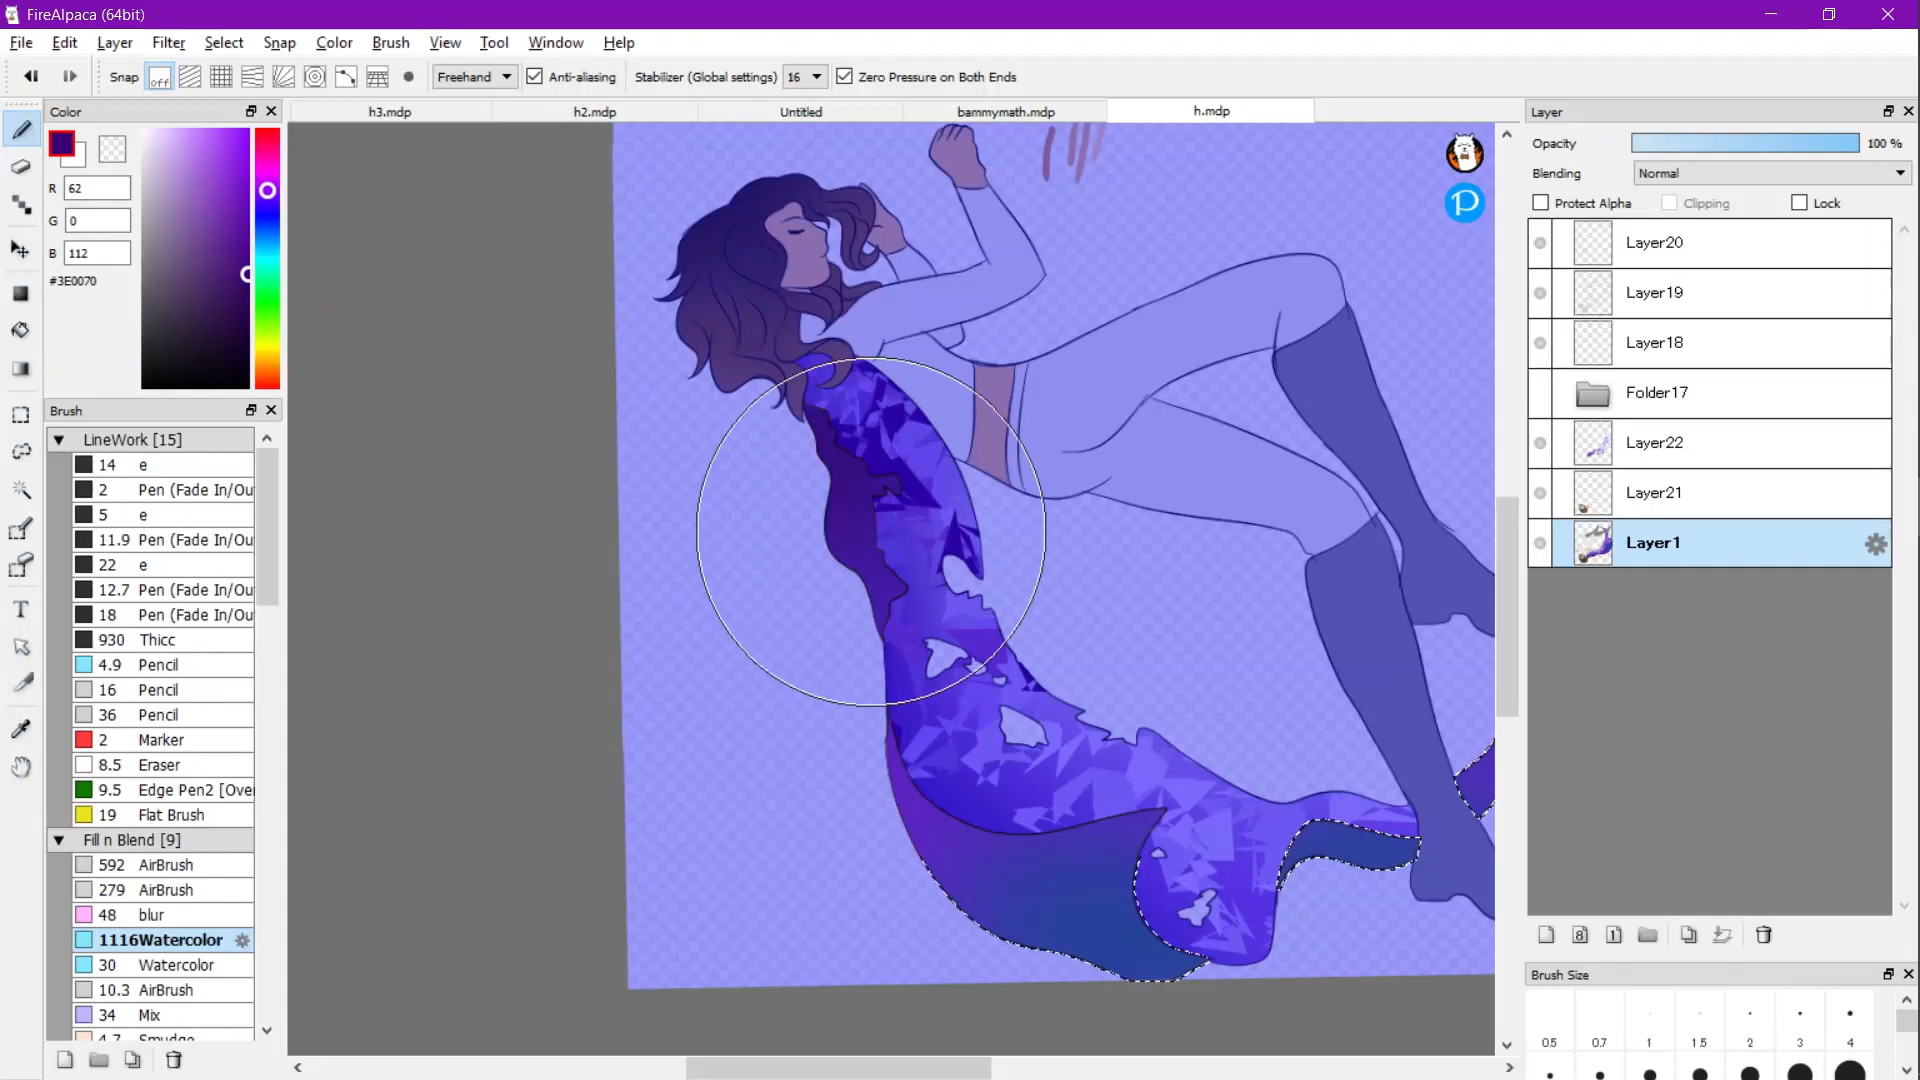 FireAlpaca (64bit)
File Edit Layer Filter Select Snap Color Brush View Tool Window Help
Snap off Freehand Anti-aliasing Stabilizer (Global settings) 16 Zero Pressure on Both Ends
Color
h3.mdp h2.mdp Untitled bammymath.mdp h.mdp
Layer
R 62
G 0
B 112
#3E0070
Opacity 100 %
Blending Normal
Protect Alpha Clipping Lock
Layer20
Layer19
Layer18
Folder17
Layer22
Layer21
Layer1
Brush
LineWork [15]
14 e
2 Pen (Fade In/Ou
5 e
11.9 Pen (Fade In/Ou
22 e
12.7 Pen (Fade In/Ou
18 Pen (Fade In/Ou
930 Thicc
4.9 Pencil
16 Pencil
36 Pencil
2 Marker
8.5 Eraser
9.5 Edge Pen2 [Over
19 Flat Brush
Fill n Blend [9]
592 AirBrush
279 AirBrush
48 blur
1116Watercolor
30 Watercolor
10.3 AirBrush
34 Mix
4.7 Smudge
T
P
8 1
Brush Size
0.5 0.7 1 1.5 2 3 4